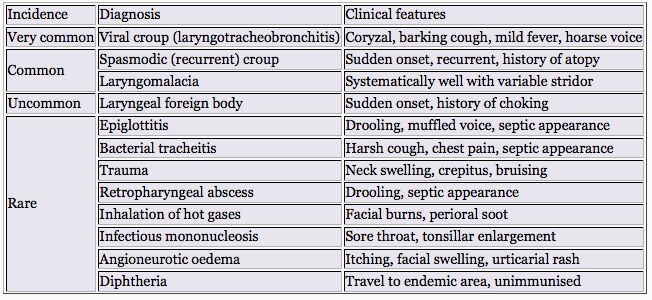 Incidence Diagnosis Clinical features
Very common Viral croup (laryngotracheobronchitis) Coryzal, barking cough, mild fever, hoarse voice
Common Spasmodic (recurrent) croup Sudden onset, recurrent, history of atopy
Laryngomalacia Systematically well with variable stridor
Uncommon Laryngeal foreign body Sudden onset, history of choking
Rare Epiglottitis Drooling, muffled voice, septic appearance
Bacterial tracheitis Harsh cough, chest pain, septic appearance
Trauma Neck swelling, crepitus, bruising
Retropharyngeal abscess Drooling, septic appearance
Inhalation of hot gases Facial burns, perioral soot
Infectious mononucleosis Sore throat, tonsillar enlargement
Angioneurotic oedema Itching, facial swelling, urticarial rash
Diphtheria Travel to endemic area, unimmunised